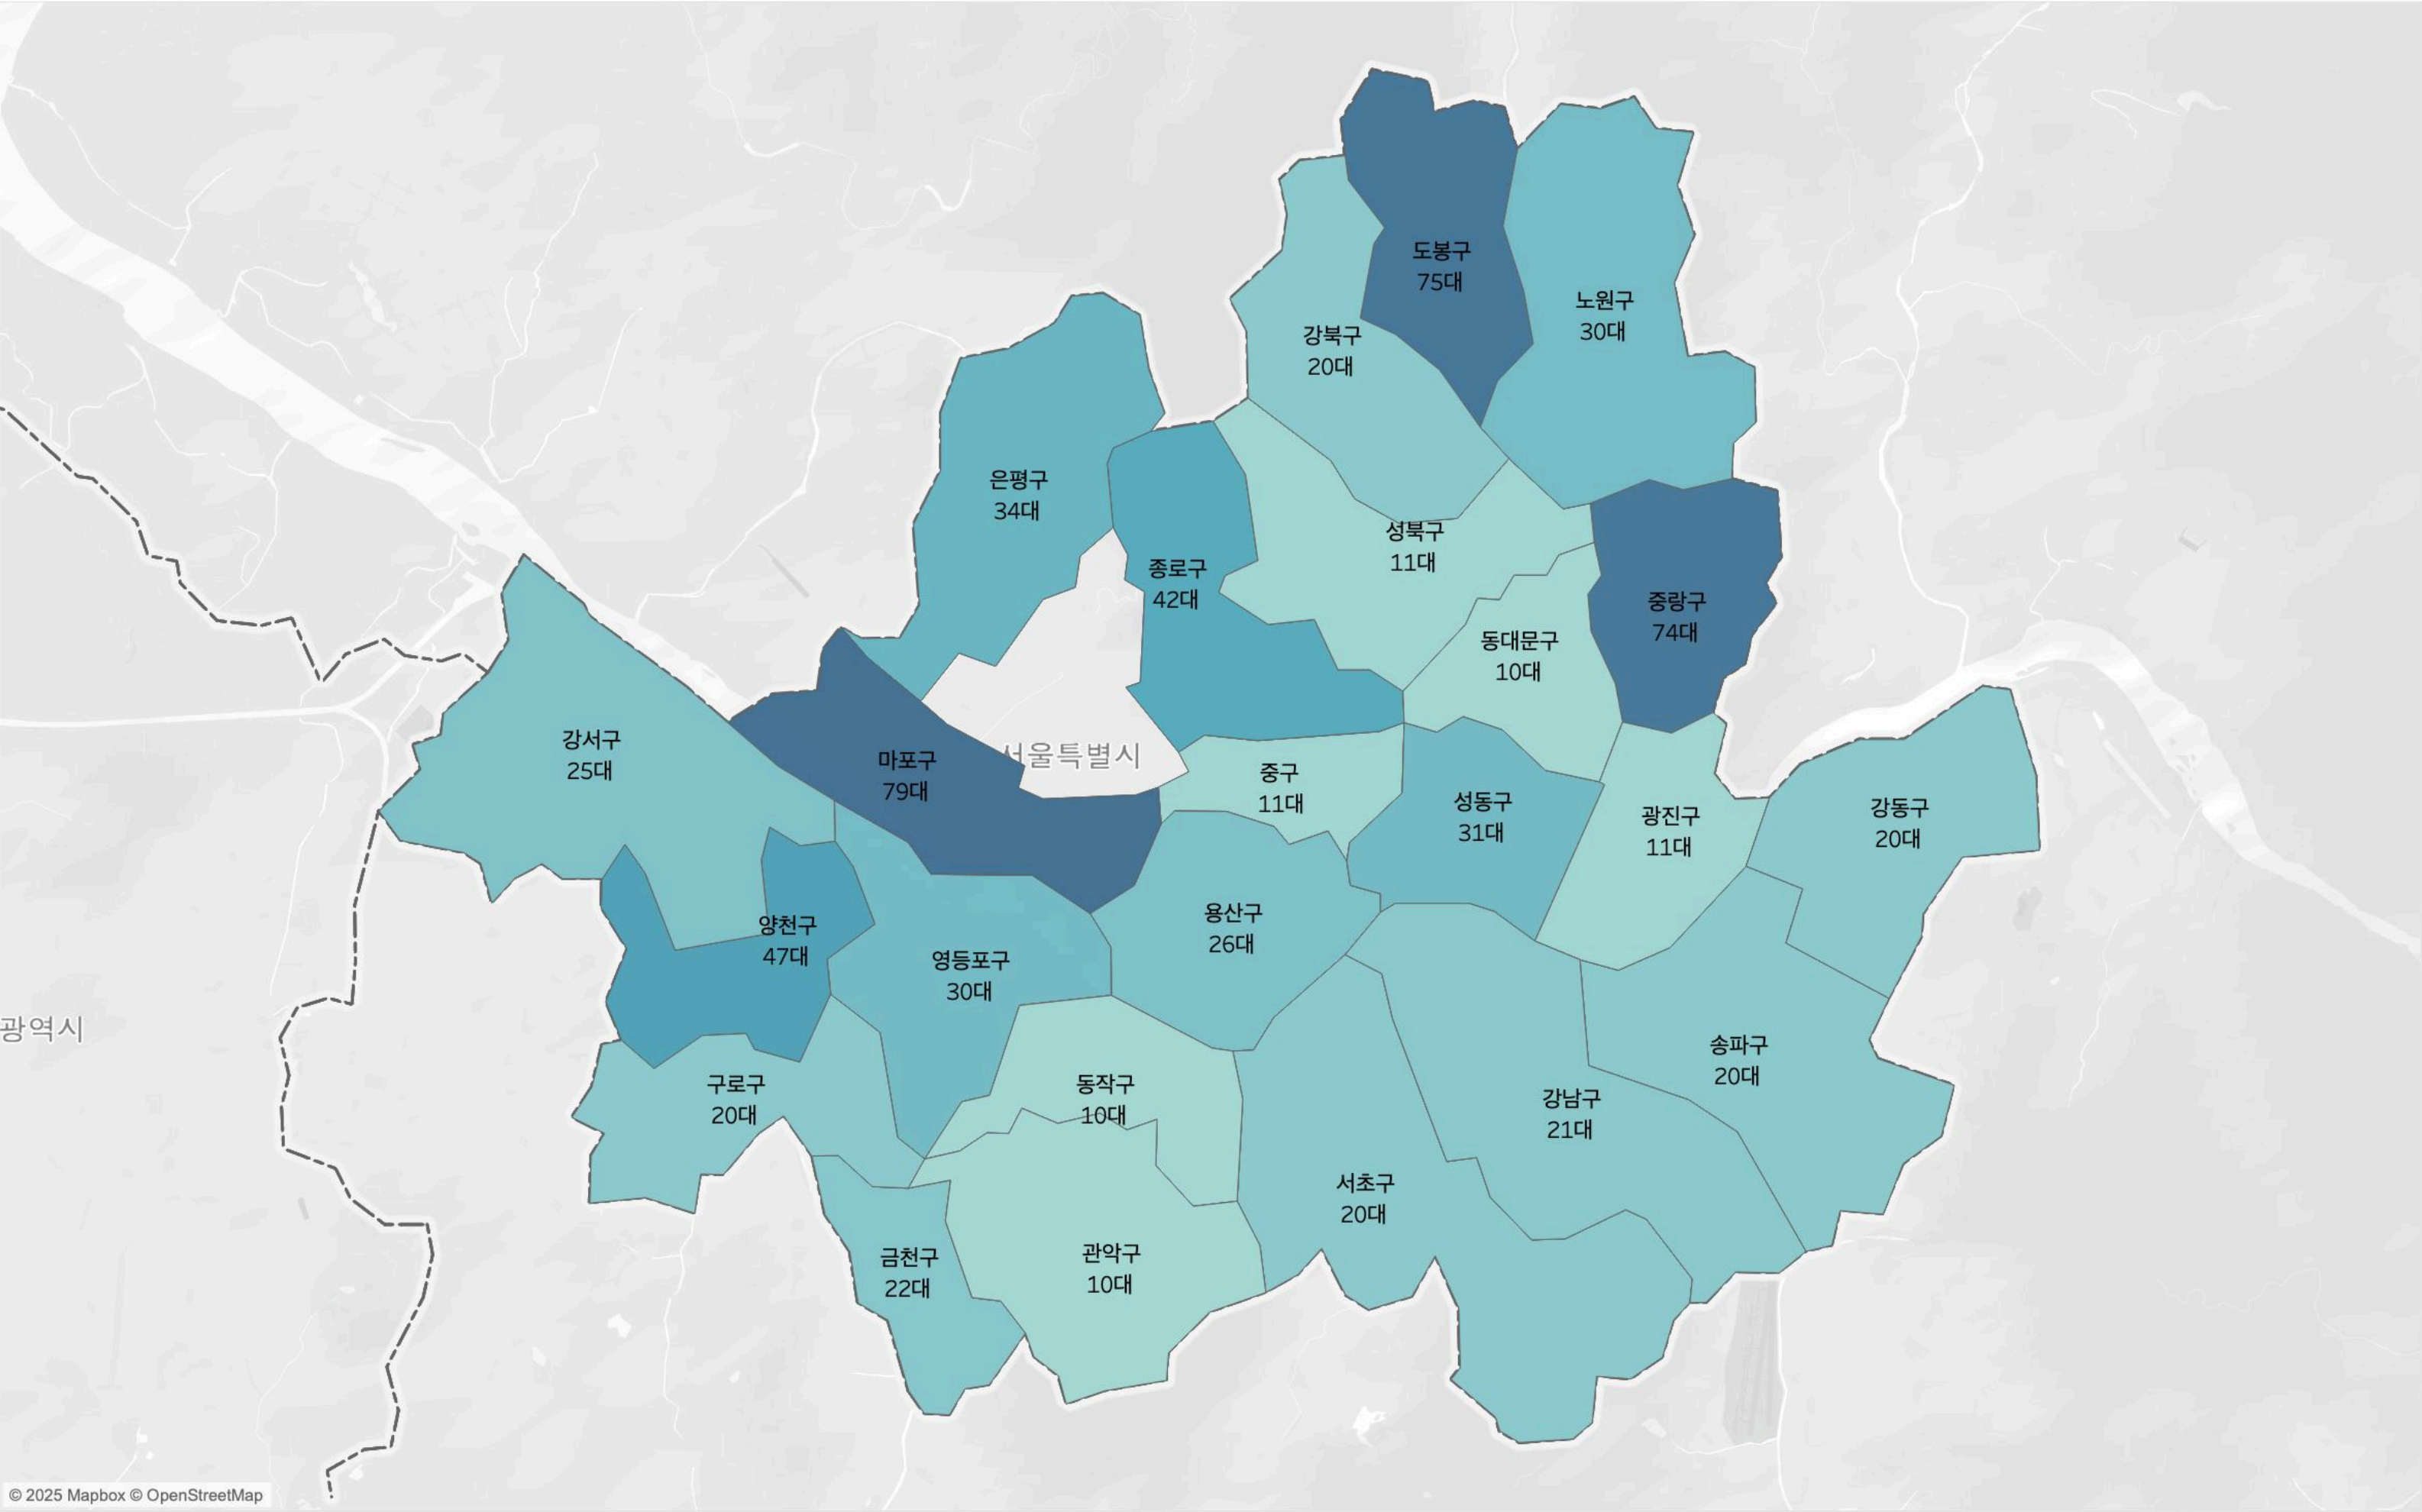 도봉구
75대
노원구
30대
강북구
20대
은평구
34대
성북구
11대
종로구
42대
중랑구
74대
동대문구
10대
강서구
25대
마포구
79대
서울특별시
중구
11대
성동구
31대
광진구
11대
강동구
20대
양천구
47대
용산구
26대
영등포구
30대
광역시
송파구
20대
구로구
20대
동작구
10대
강남구
21대
서초구
20대
금천구
22대
관악구
10대
© 2025 Mapbox © OpenStreetMap